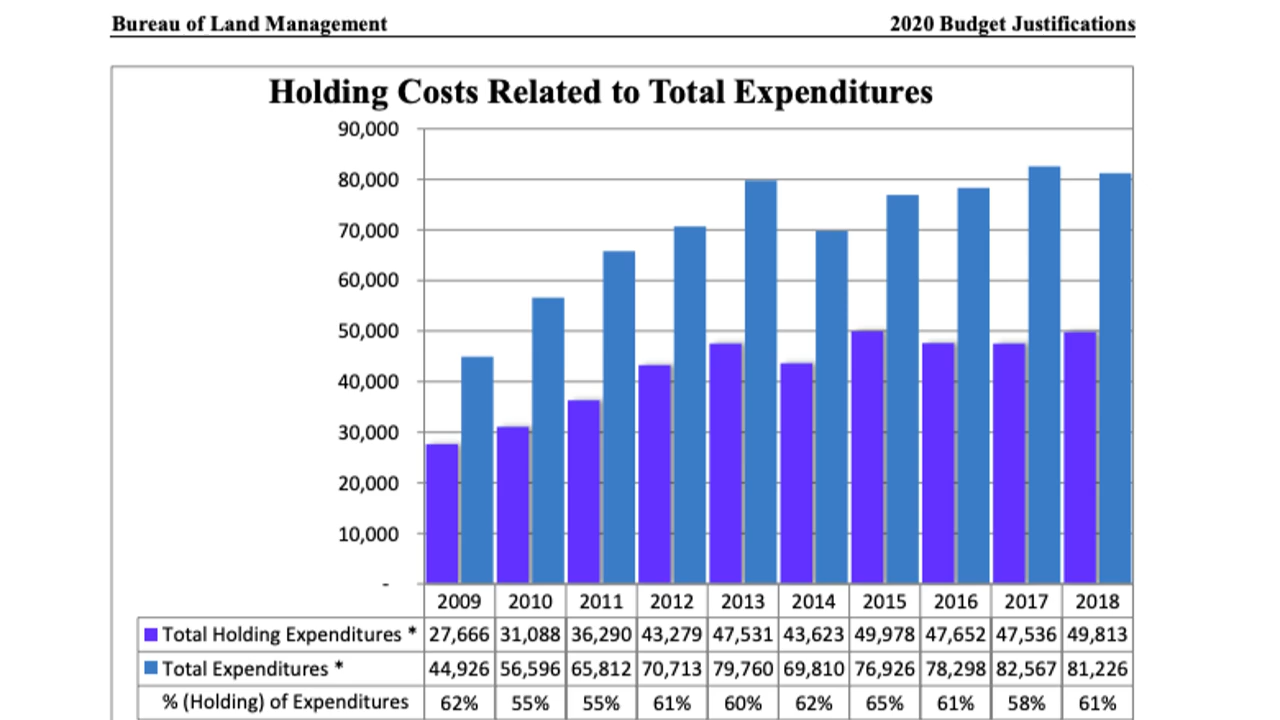 Bureau of Land Management 2020 Budget Justifications
Holding Costs Related to Total Expenditures
90,000
80,000
70,000
60,000
50,000
40,000
30,000
20,000
10,000
-
2009 2010 2011 2012 2013 2014 2015 2016 2017 2018
Total Holding Expenditures * 27,666 31,088 36,290 43,279 47,531 43,623 49,978 47,652 47,536 49,813
Total Expenditures * 44,926 56,596 65,812 70,713 79,760 69,810 76,926 78,298 82,567 81,226
% (Holding) of Expenditures 62% 55% 55% 61% 60% 62% 65% 61% 58% 61%